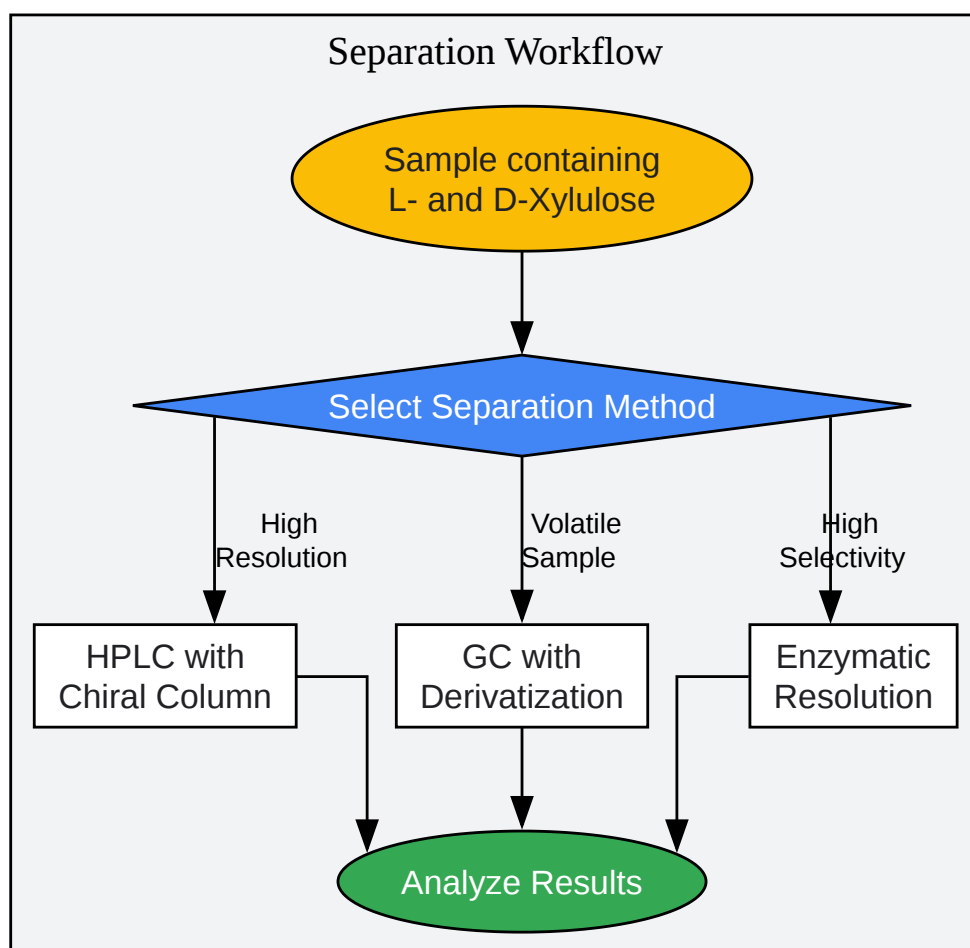 Separation Workflow
Sample containing
L- and D-Xylulose
Select Separation Method
High
Resolution
Volatile
Sample
High
Selectivity
HPLC with
Chiral Column
GC with
Derivatization
Enzymatic
Resolution
Analyze Results